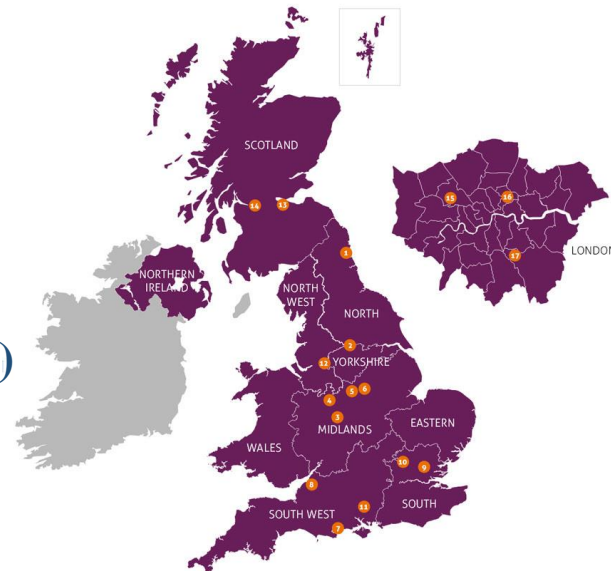 SCOTLAND
14
13
15
16
17
LONDON
1
NORTHERN
IRELAND
NORTH
WEST
NORTH
2
12
YORKSHIRE
5
6
4
3
MIDLANDS
EASTERN
WALES
10
9
8
11
SOUTH WEST
SOUTH
7